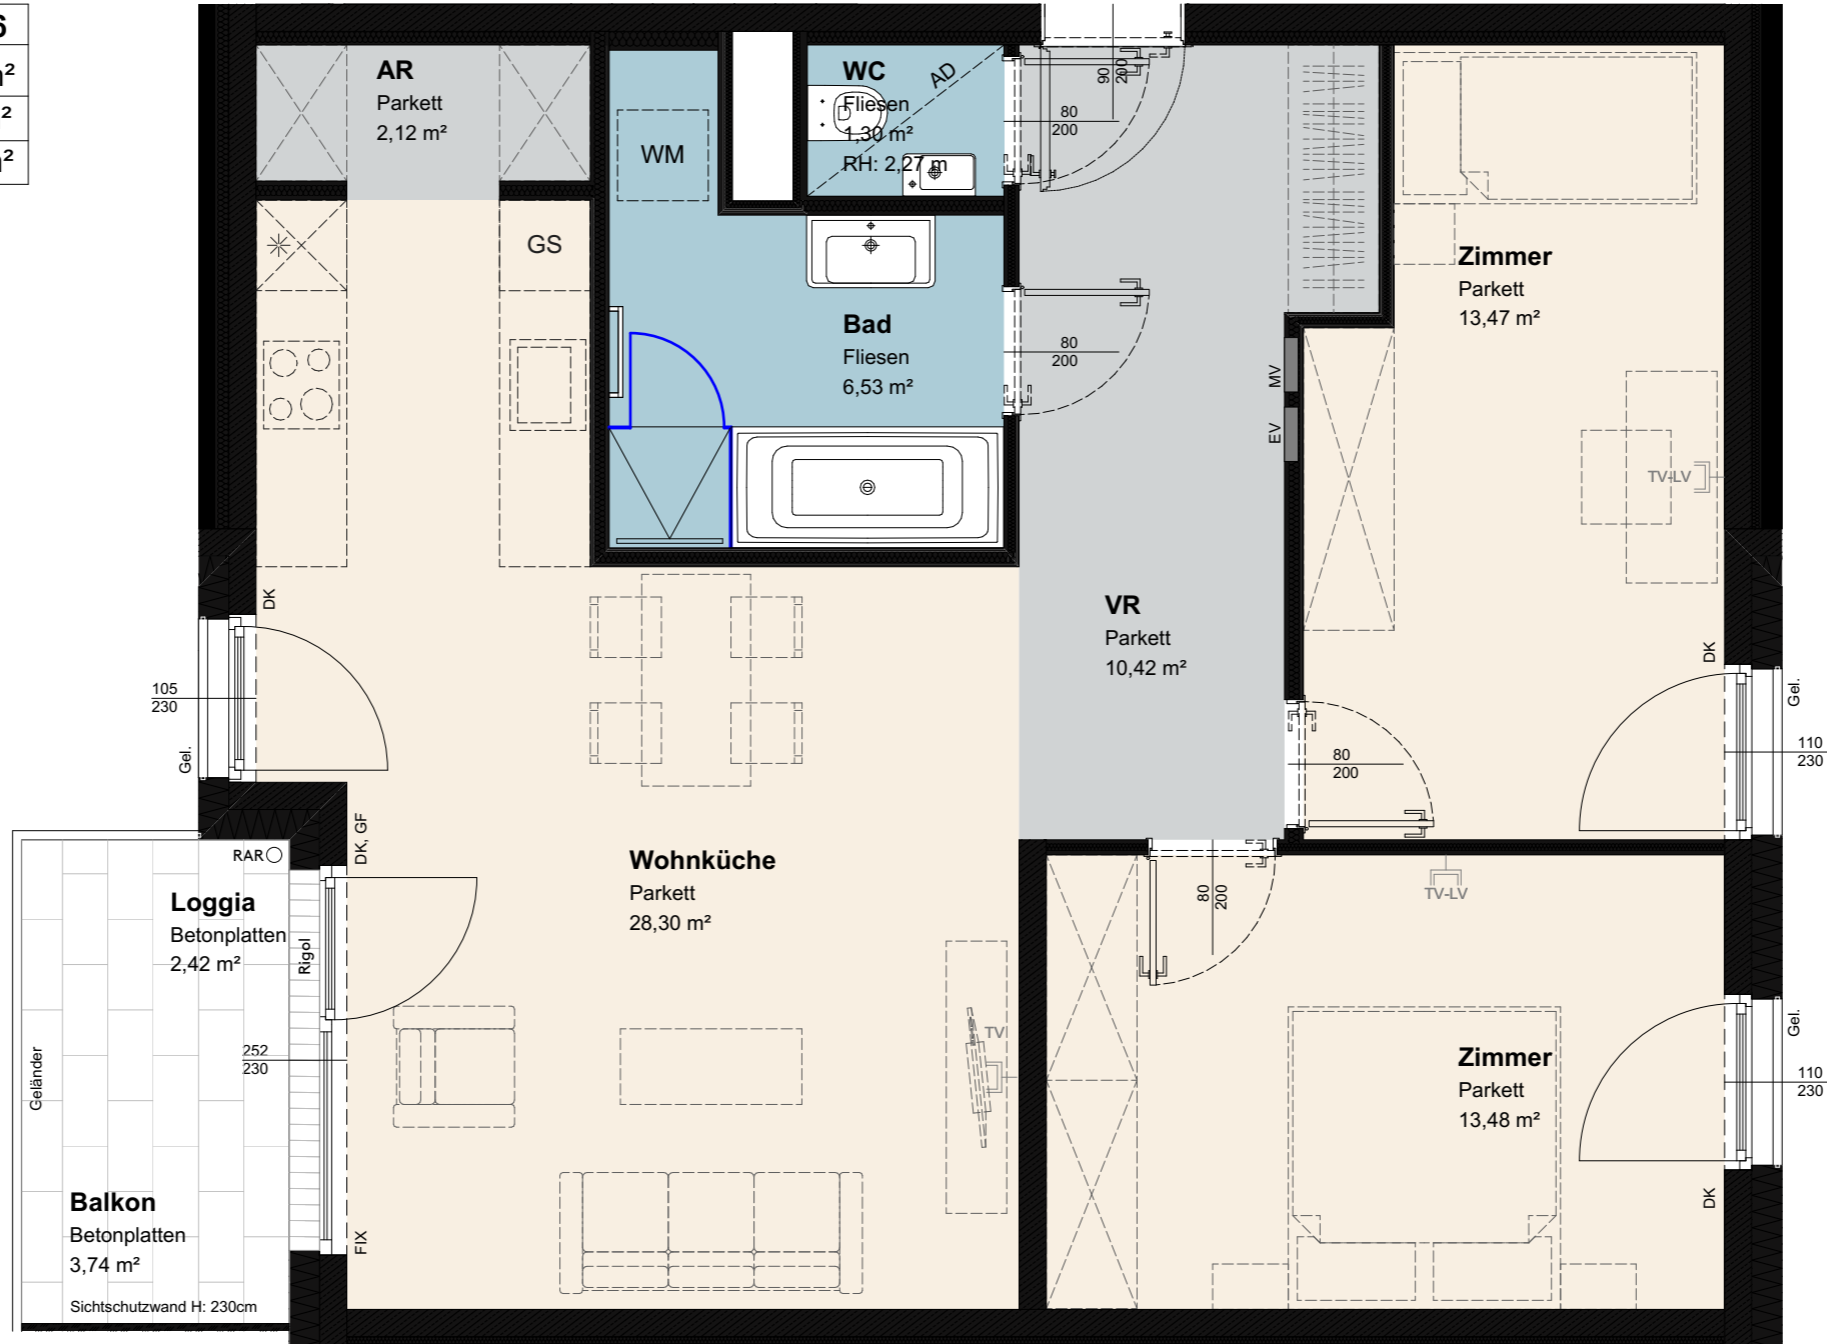 6
²
²
²
AR
Parkett
2,12 m²
WM
WC
Fliesen
1,30 m²
RH: 2,27 m
AD
80
200
90
200
GS
Bad
Fliesen
6,53 m²
80
200
MV
EV
Zimmer
Parkett
13,47 m²
TV-LV
DK
105
230
Gel.
VR
Parkett
10,42 m²
80
200
DK
Gel.
110
230
DK, GF
RAR
Loggia
Betonplatten
2,42 m²
Rigol
Wohnküche
Parkett
28,30 m²
80
200
TV-LV
252
230
Geländer
TV
Zimmer
Parkett
13,48 m²
Gel.
110
230
DK
Balkon
Betonplatten
3,74 m²
FIX
Sichtschutzwand H: 230cm